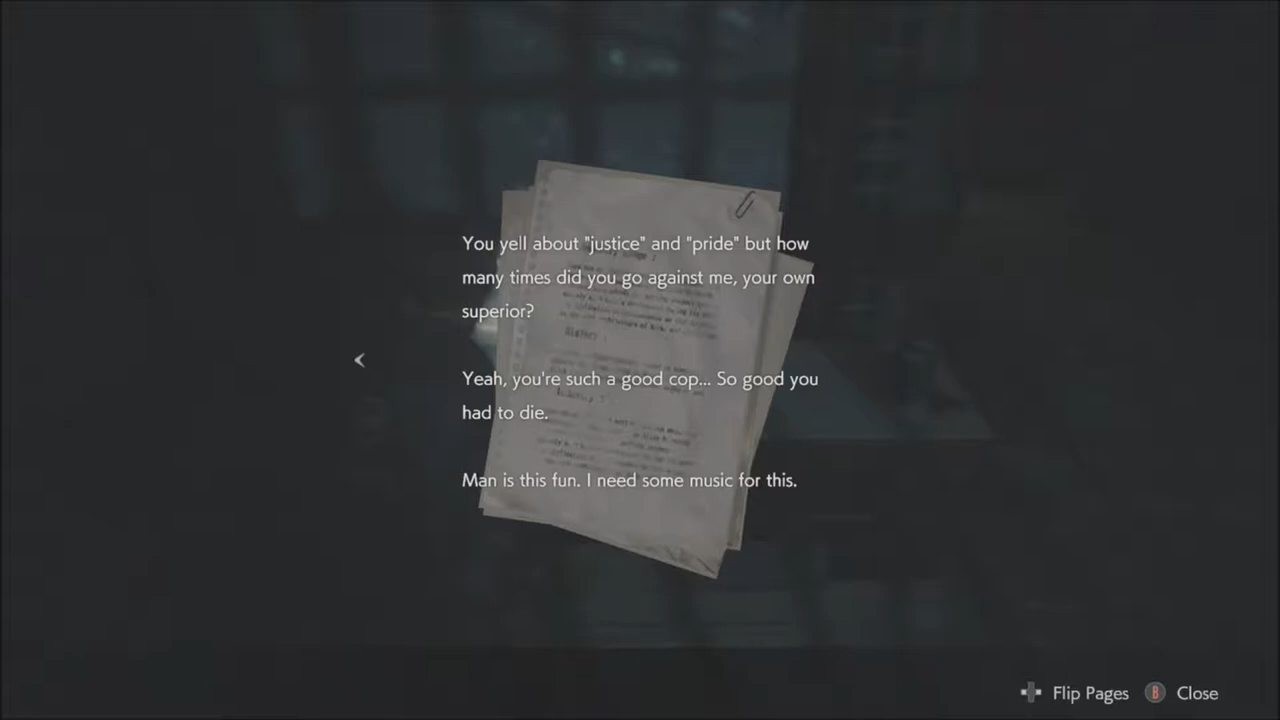 You yell about "justice" and "pride" but how
many times did you go against me, your own
superior?
Yeah, you're such a good cop... So good you
had to die.
Man is this fun. I need some music for this.
Flip Pages
B Close